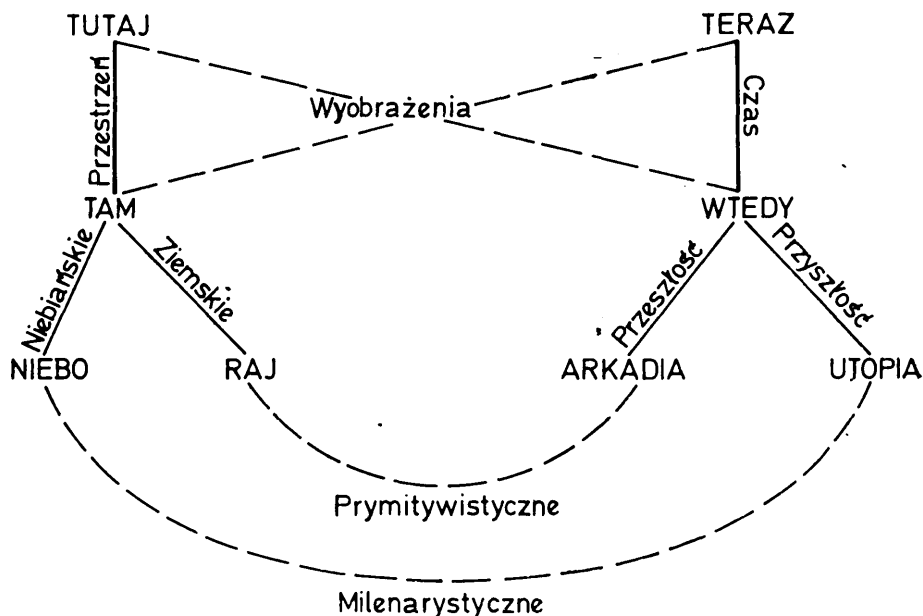 TUTAJ
TERAZ
Przestrzeń
Wyobrażenia
Czas
TAM
WTEDY
Niebiańskie
Ziemskie
Przeszłość
Przyszłość
NIEBO
RAJ
ARKADIA
UTOPIA
Prymitywistyczne
Milenarystyczne